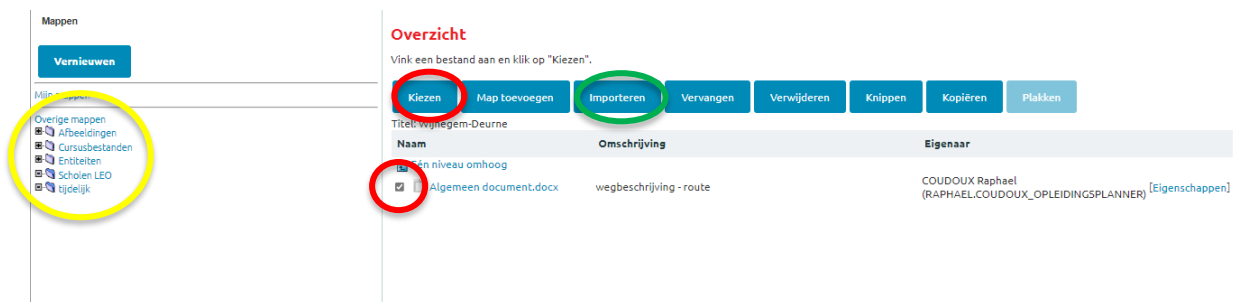 Mappen
Vernieuwen
Mijn mappen
Overige mappen
Afbeeldingen
Cursusbestanden
Entiteiten
Scholen LEO
tijdelijk
Overzicht
Vink een bestand aan en klik op "Kiezen".
Kiezen Map toevoegen Importeren Vervangen Verwijderen Knippen Kopiëren Plakken
Titel: Wijnegem-Deurne
Naam Omschrijving Eigenaar
Eén niveau omhoog
Algemeen document.docx wegbeschrijving - route COUDOUX Raphael (RAPHAEL.COUDOUX_OPLEIDINGSPLANNER) [Eigenschappen]